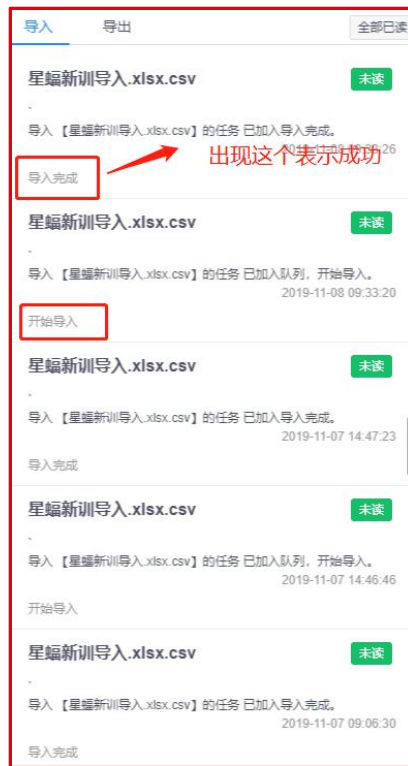 导入 导出 全部已读
星蝠新训导入.xlsx.csv 未读
.
导入 【星蝠新训导入.xlsx.csv】的任务 已加入导入完成。
出现这个表示成功
导入完成
星蝠新训导入.xlsx.csv 未读
.
导入 【星蝠新训导入.xlsx.csv】的任务 已加入队列，开始导入。
2019-11-08 09:33:20
开始导入
星蝠新训导入.xlsx.csv 未读
.
导入 【星蝠新训导入.xlsx.csv】的任务 已加入导入完成。
2019-11-07 14:47:23
导入完成
星蝠新训导入.xlsx.csv 未读
.
导入 【星蝠新训导入.xlsx.csv】的任务 已加入队列，开始导入。
2019-11-07 14:46:46
开始导入
星蝠新训导入.xlsx.csv 未读
.
导入 【星蝠新训导入.xlsx.csv】的任务 已加入导入完成。
2019-11-07 09:06:30
导入完成